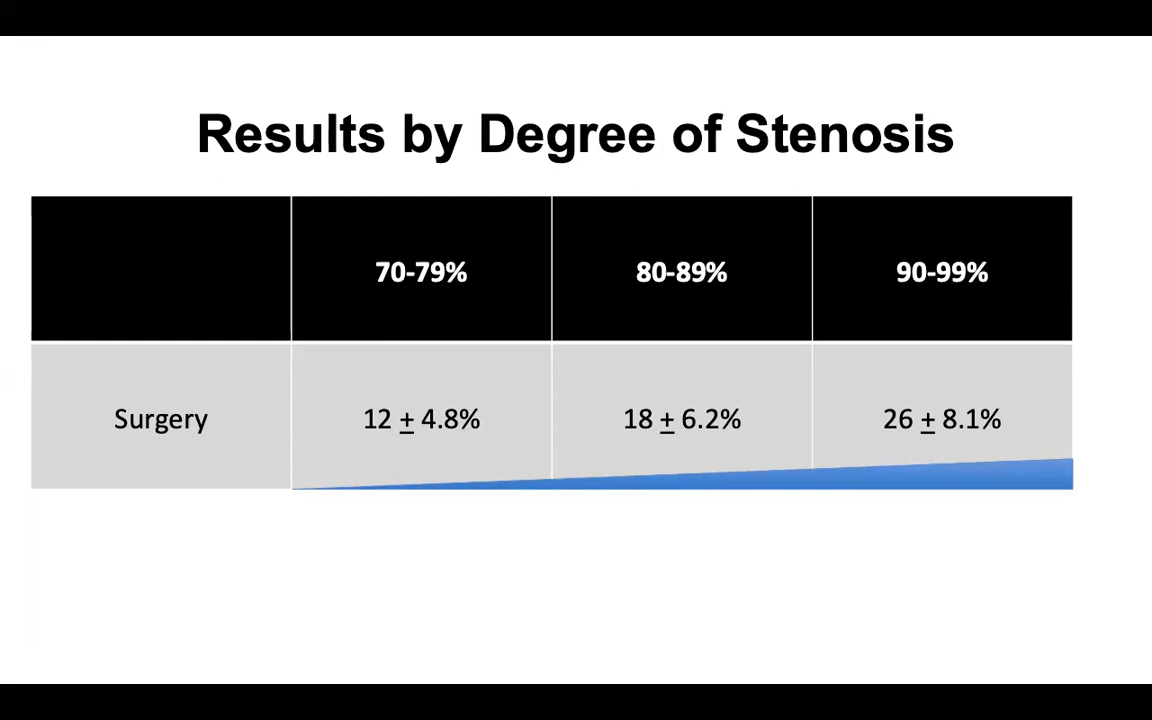 Results by Degree of Stenosis
70-79% 80-89% 90-99%
Surgery 12 ± 4.8% 18 ± 6.2% 26 ± 8.1%